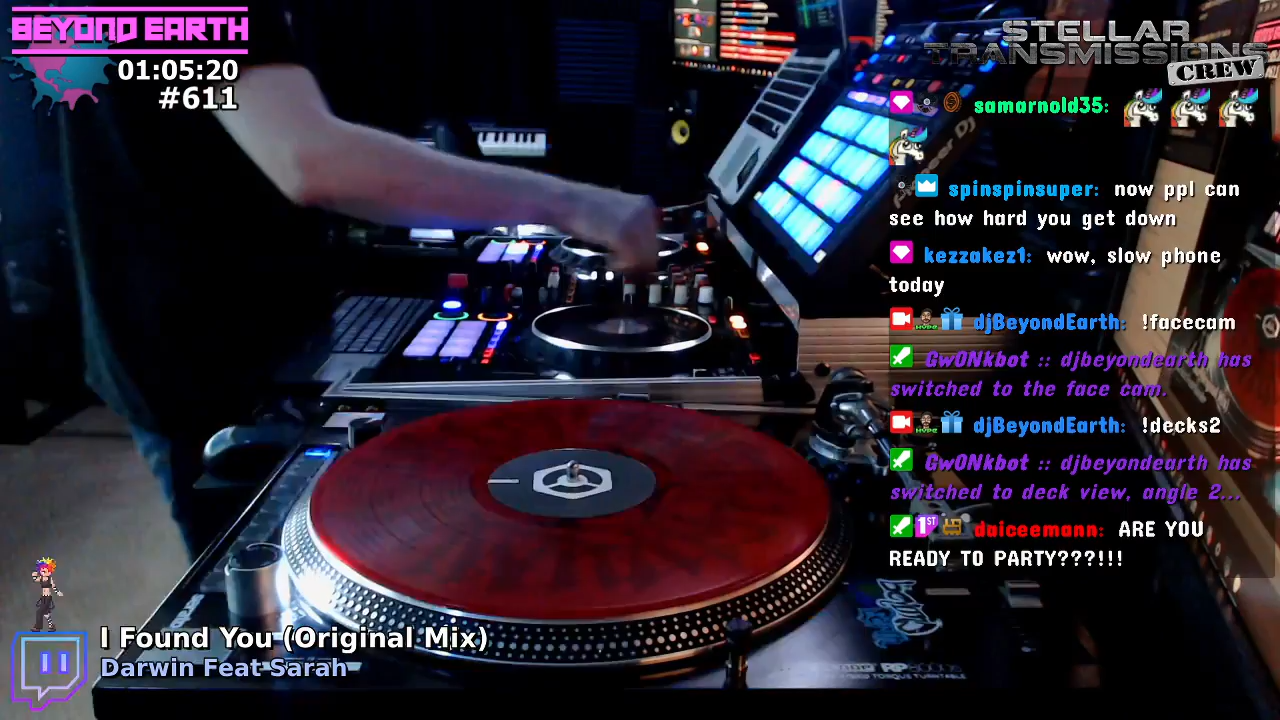 BEYOND EARTH
01:05:20
#611
STELLAR
TRANSMISSIONS
CREW
samarnold35:
spinspinsuper: now ppl can
see how hard you get down
kezzakez1: wow, slow phone
today
djBeyondEarth: !facecam
GwONkbot :: djbeyondearth has
switched to the face cam.
djBeyondEarth: !decks2
GwONkbot :: djbeyondearth has
switched to deck view, angle 2...
1ST daiceemann: ARE YOU
READY TO PARTY???!!!
Pioneer DJ
I Found You (Original Mix)
Darwin Feat Sarah